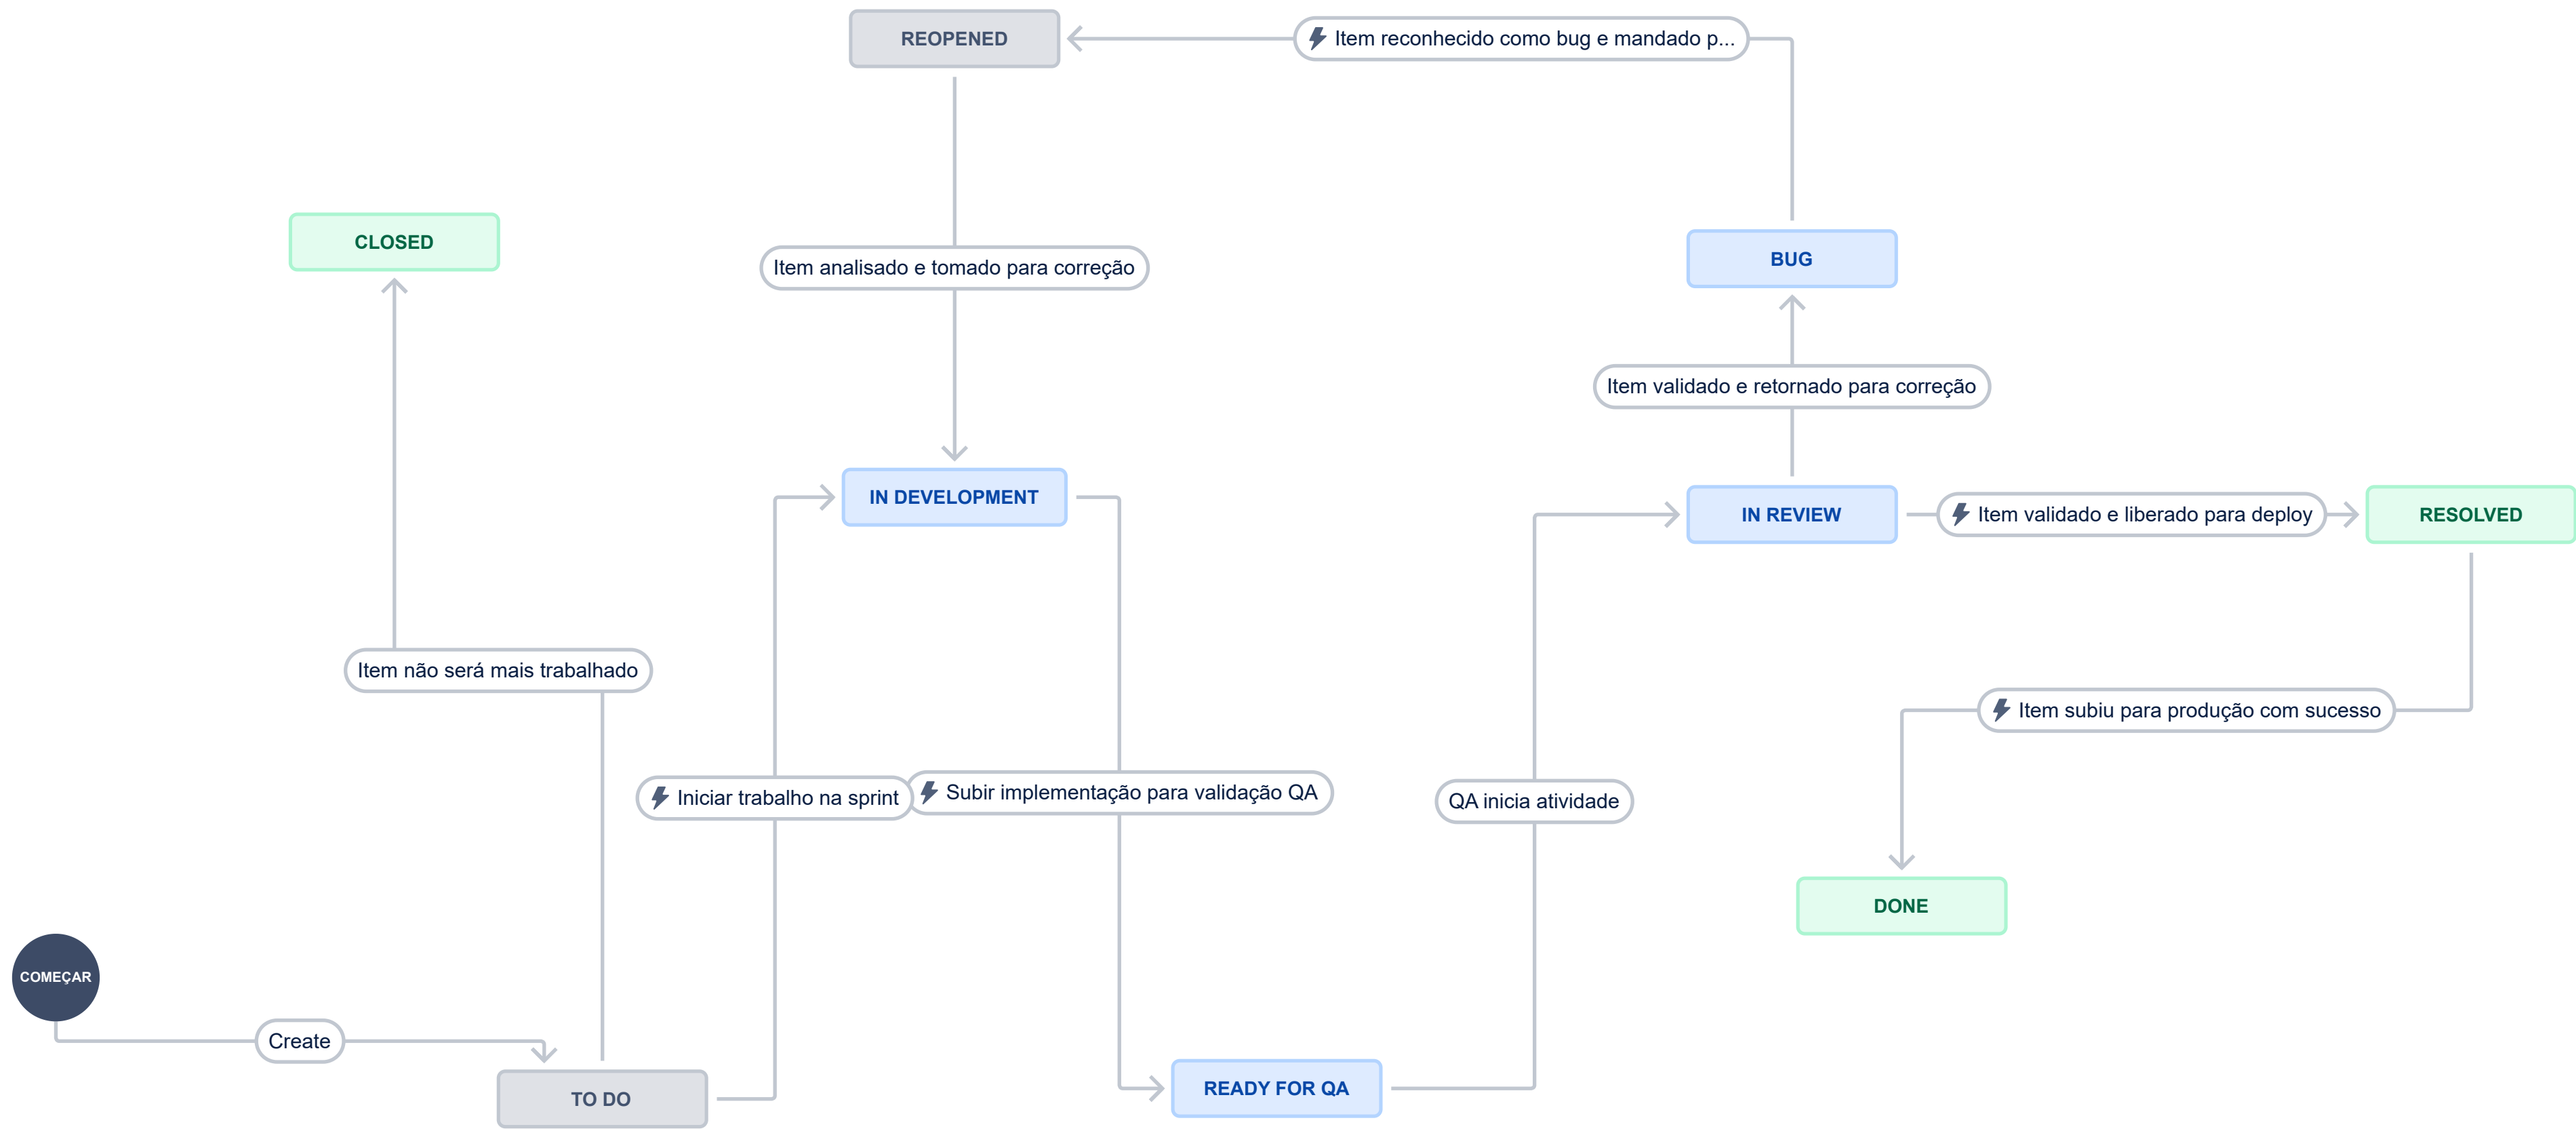 REOPENED
Item reconhecido como bug e mandado p...
CLOSED
Item analisado e tomado para correção
BUG
Item validado e retornado para correção
IN DEVELOPMENT
IN REVIEW
Item validado e liberado para deploy
RESOLVED
Item não será mais trabalhado
Item subiu para produção com sucesso
Iniciar trabalho na sprint
Subir implementação para validação QA
QA inicia atividade
DONE
COMEÇAR
Create
TO DO
READY FOR QA